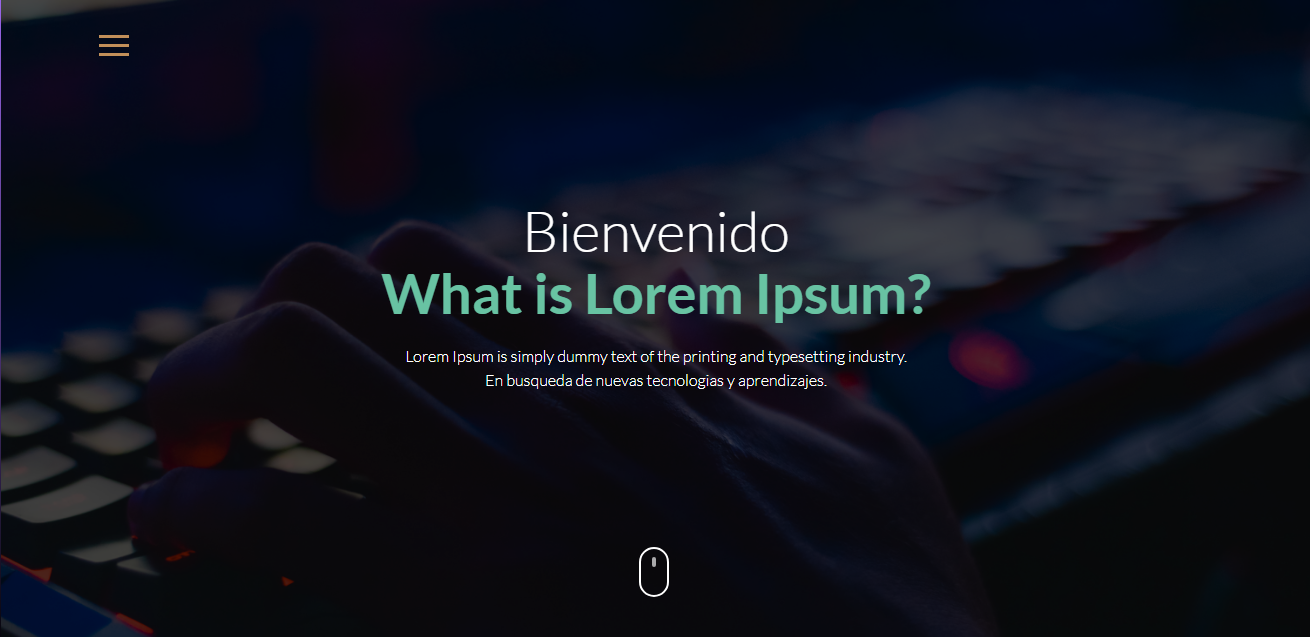 Bienvenido
What is Lorem Ipsum?
Lorem Ipsum is simply dummy text of the printing and typesetting industry.
En busqueda de nuevas tecnologias y aprendizajes.